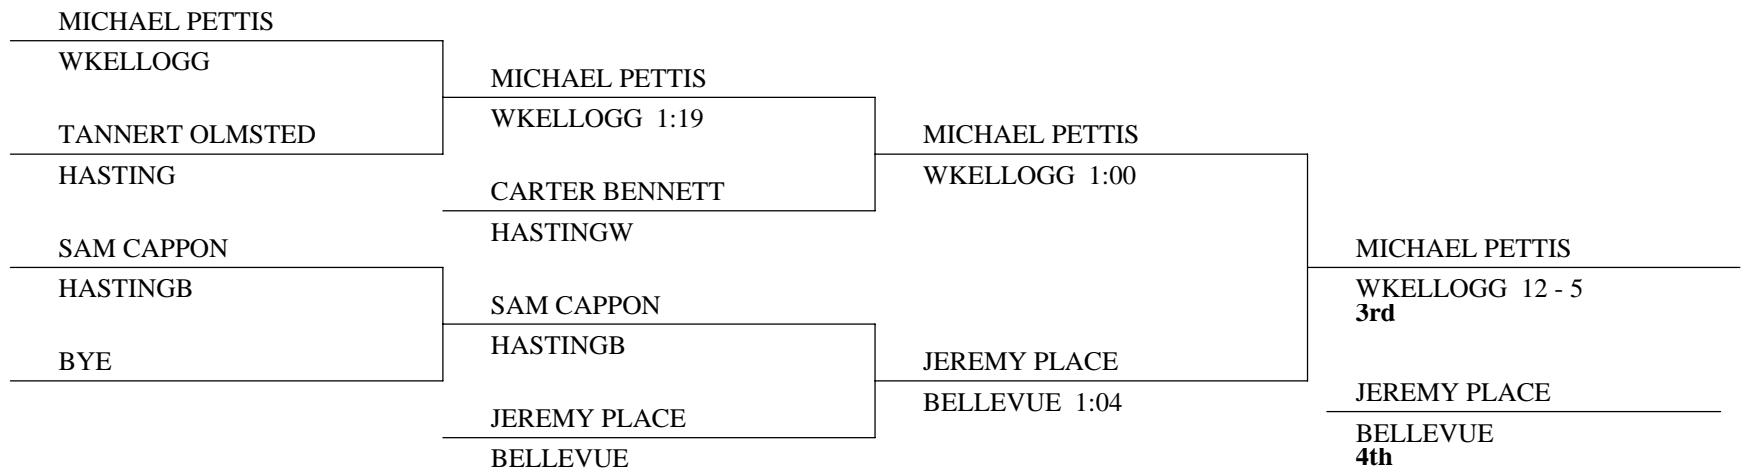 MICHAEL PETTIS
WKELLOGG
TANNERT OLMSTED
HASTING
SAM CAPPON
HASTINGB
BYE
MICHAEL PETTIS
WKELLOGG 1:19
CARTER BENNETT
HASTINGW
SAM CAPPON
HASTINGB
JEREMY PLACE
BELLEVUE
MICHAEL PETTIS
WKELLOGG 1:00
JEREMY PLACE
BELLEVUE 1:04
MICHAEL PETTIS
WKELLOGG 12 - 5
3rd
JEREMY PLACE
BELLEVUE
4th